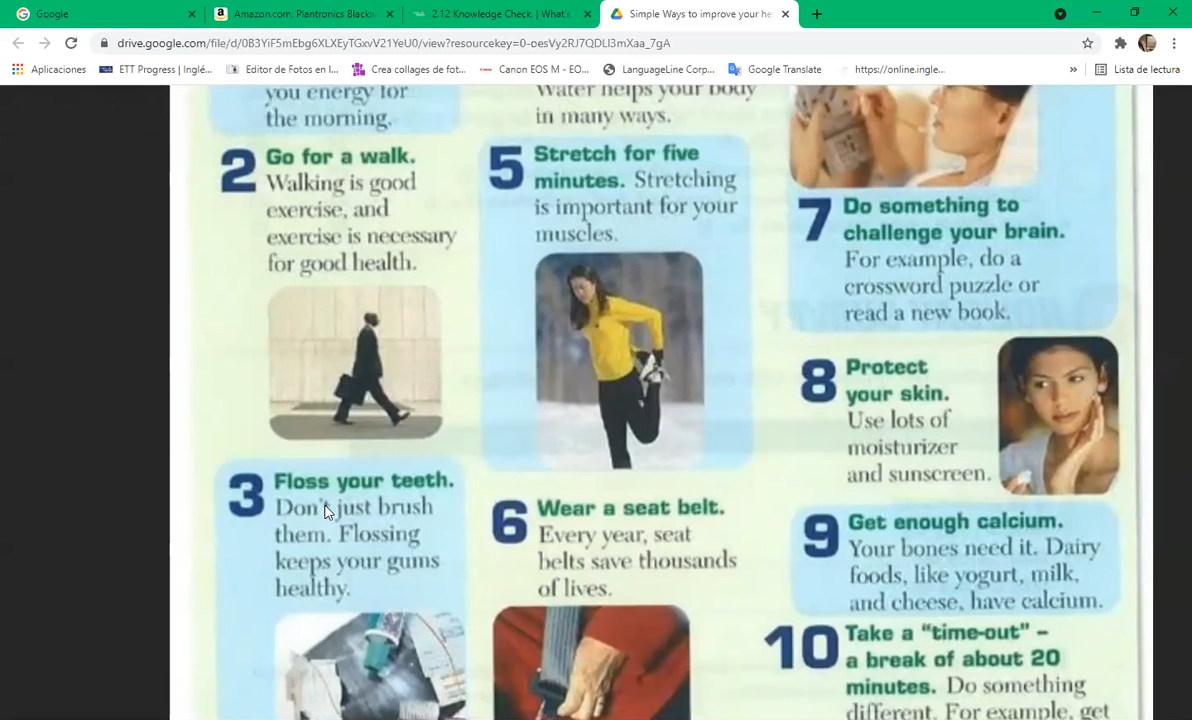 Google
Amazon.com: Plantronics Blackw
2.12 Knowledge Check. | What's
Simple Ways to improve your he
drive.google.com/file/d/0B3YiF5mEbg6XLXEyTGxvV21YeU0/view?resourcekey=0-oesVy2RJ7QDLl3mXaa_7gA
Aplicaciones
ETT Progress | Inglé...
Editor de Fotos en l...
Crea collages de fot...
Canon EOS M - EO...
LanguageLine Corp...
Google Translate
https://online.ingle...
»
Lista de lectura
you energy for
the morning.
2 Go for a walk.
Walking is good
exercise, and
exercise is necessary
for good health.
3 Floss your teeth.
Don't just brush
them. Flossing
keeps your gums
healthy.
Water helps your body
in many ways.
5 Stretch for five
minutes. Stretching
is important for your
muscles.
6 Wear a seat belt.
Every year, seat
belts save thousands
of lives.
7 Do something to
challenge your brain.
For example, do a
crossword puzzle or
read a new book.
8 Protect
your skin.
Use lots of
moisturizer
and sunscreen.
9 Get enough calcium.
Your bones need it. Dairy
foods, like yogurt, milk,
and cheese, have calcium.
10 Take a "time-out" –
a break of about 20
minutes. Do something
different. For example, get